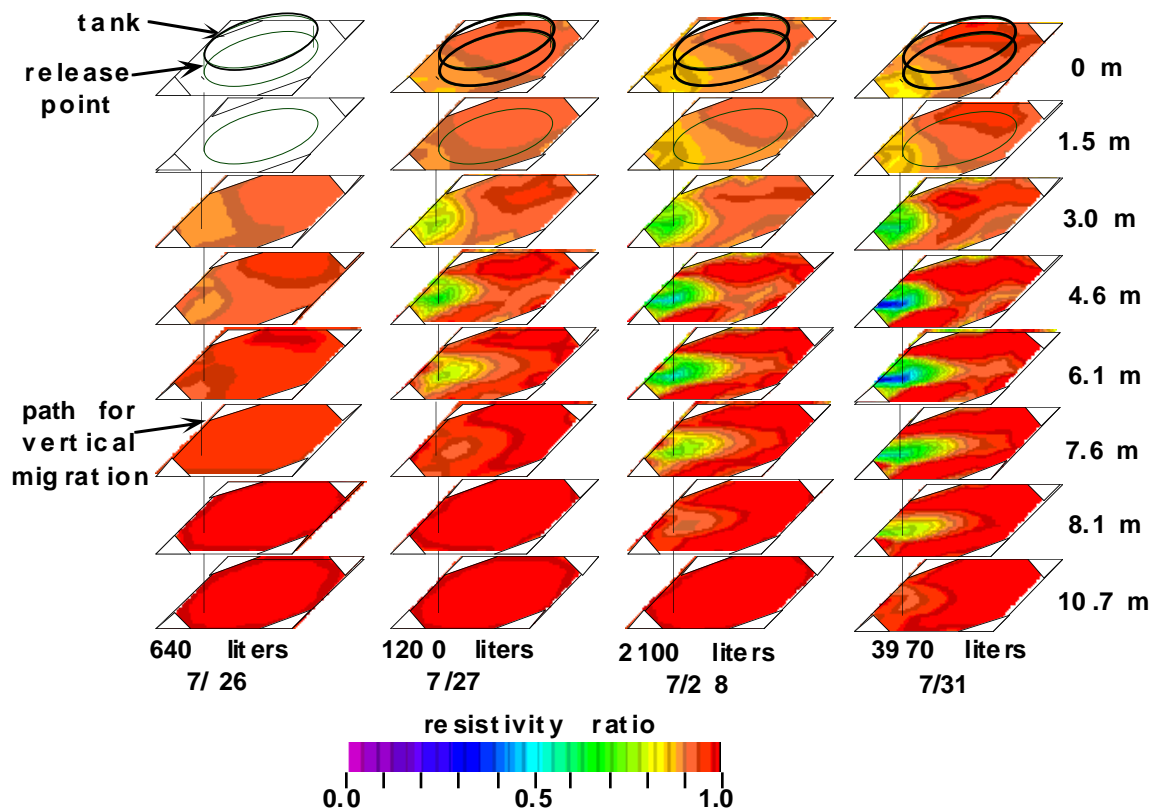 tank
release
point
0 m
1.5 m
3.0 m
4.6 m
6.1 m
path for
vertical
migration
7.6 m
8.1 m
10.7 m
640 liters
7/ 26
1200 liters
7/27
2100 liters
7/2 8
3970 liters
7/31
resistivity ratio
0.0 0.5 1.0